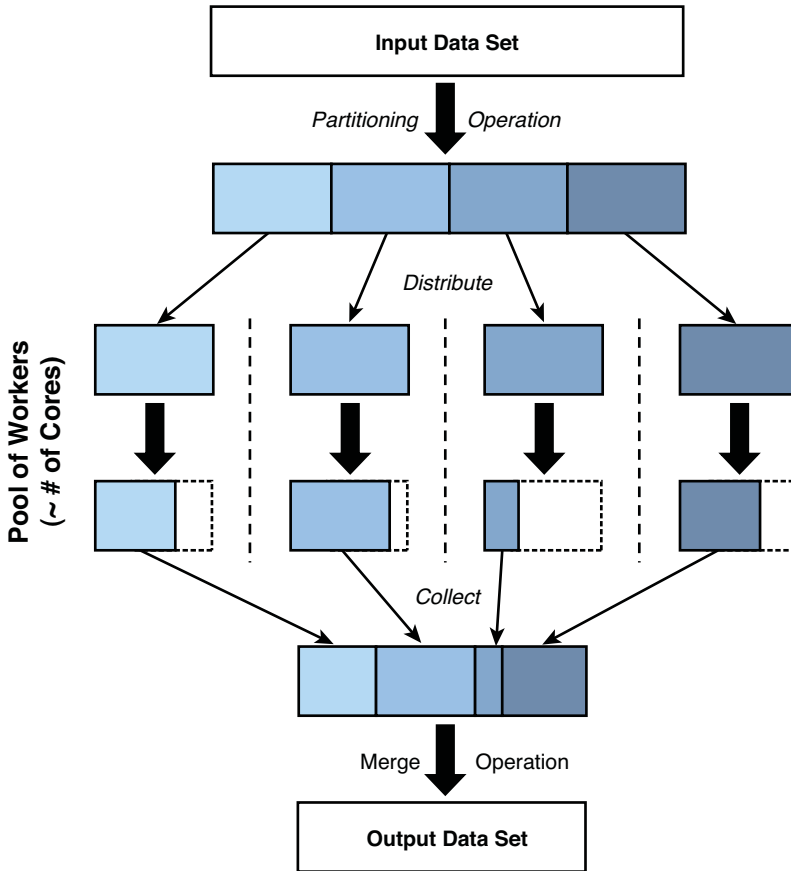 Input Data Set
Partitioning Operation
Distribute
Pool of Workers
(~ # of Cores)
Collect
Merge Operation
Output Data Set